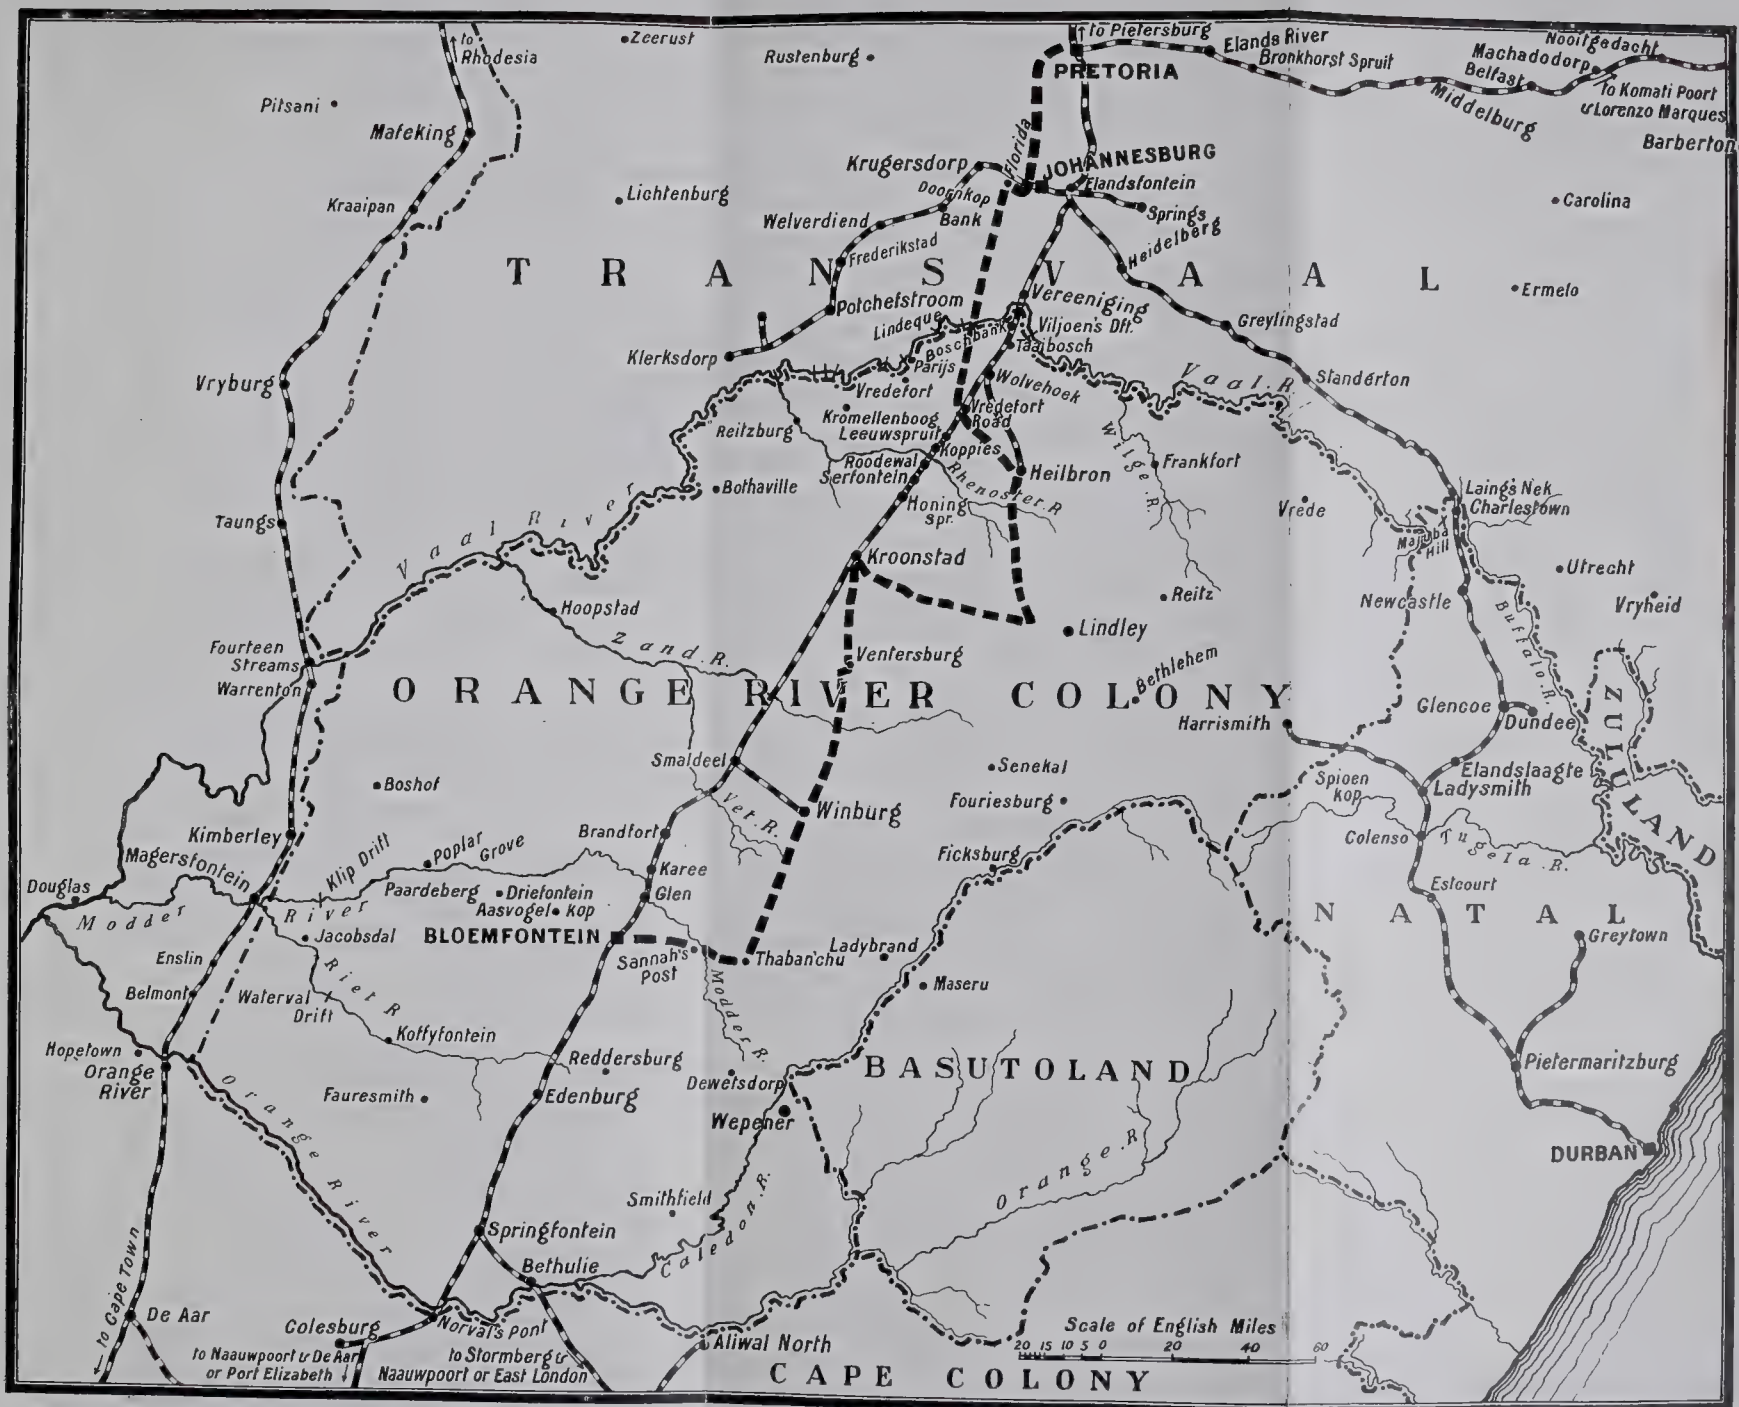 to
Rhodesia
Zeerust
Rustenburg
to Pietersburg
PRETORIA
Elands River
Bronkhorst Spruit
Nooitgedacht
Machadodorp
Belfast
Middelburg
to Komati Poort
& Lorenzo Marques
Barberton
Pitsani
Mafeking
Kraaipan
Lichtenburg
Krugersdorp
Florida
JOHANNESBURG
Doornkop
Elandsfontein
Welverdiend
Bank
Springs
Heidelberg
Carolina
Frederikstad
TRANSVAAL
Ermelo
Potchefstroom
Vereeniging
Lindeque
Viljoen's Dft.
Greylingstad
Klerksdorp
Boschbank
Taaibosch
Parijs
Vryburg
Vredefort
Wolvehoek
Vaal.R.
Standerton
Kromellenboog
Vredefort
Road
Reitzburg
Leeuwspruit
Koppies
Wilge.R.
Roodewal
Serfontein
Rhenoster.R
Heilbron
Frankfort
Bothaville
Honing
spr.
Vrede
Laing's Nek
Charlestown
Majuba
Hill
Taungs
Vaal River
Kroonstad
Utrecht
Vryheid
Hoopstad
Reitz
Newcastle
Buffalo.R.
Fourteen
Streams
Zand.R.
Ventersburg
Lindley
Bethlehem
Warrenton
ORANGE RIVER COLONY
Harrismith
Glencoe
Dundee
ZULULAND
Smaldeel
Boshof
Senekal
Spioen
kop
Elandslaagte
Ladysmith
Vet.R.
Winburg
Fouriesburg
Kimberley
Brandfort
Colenso
Tugela.R.
Magersfontein
Klip Drift
Poplar
Grove
Karee
Ficksburg
Douglas
Paardeberg
Driefontein
Aasvogel kop
Glen
Estcourt
Modder
River
NATAL
Jacobsdal
BLOEMFONTEIN
Sannah's
Post
Thaban'chu
Ladybrand
Greytown
Enslin
Riet R
Belmont
Waterval
Drift
Modder R.
Maseru
Koffyfontein
Hopetown
Orange
River
Reddersburg
Dewetsdorp
BASUTOLAND
Pietermaritzburg
Fauresmith
Edenburg
Wepener
Orange River
Orange.R
DURBAN
Smithfield
Caledon.R.
Springfontein
Bethulie
to Cape Town
De Aar
Colesburg
Norval's Pont
Aliwal North
to Naauwpoort & De Aar
or Port Elizabeth
to Stormberg &
Naauwpoort or East London
Scale of English Miles
20 15 10 5 0 20 40 60
CAPE COLONY